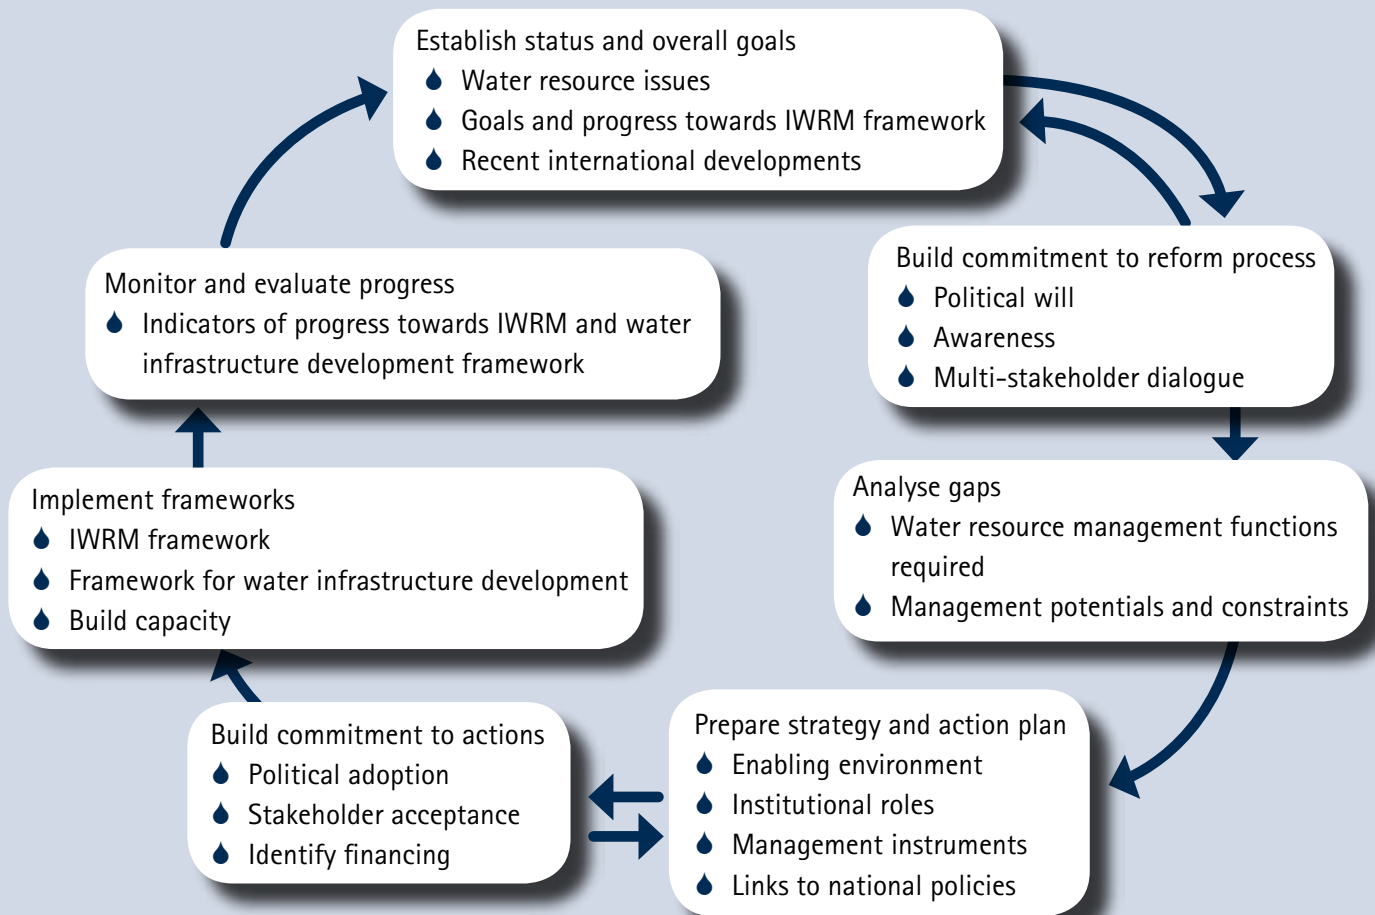 Establish status and overall goals
Water resource issues
Goals and progress towards IWRM framework
Recent international developments
Build commitment to reform process
Political will
Awareness
Multi-stakeholder dialogue
Analyse gaps
Water resource management functions
required
Management potentials and constraints
Prepare strategy and action plan
Enabling environment
Institutional roles
Management instruments
Links to national policies
Build commitment to actions
Political adoption
Stakeholder acceptance
Identify financing
Implement frameworks
IWRM framework
Framework for water infrastructure development
Build capacity
Monitor and evaluate progress
Indicators of progress towards IWRM and water
infrastructure development framework